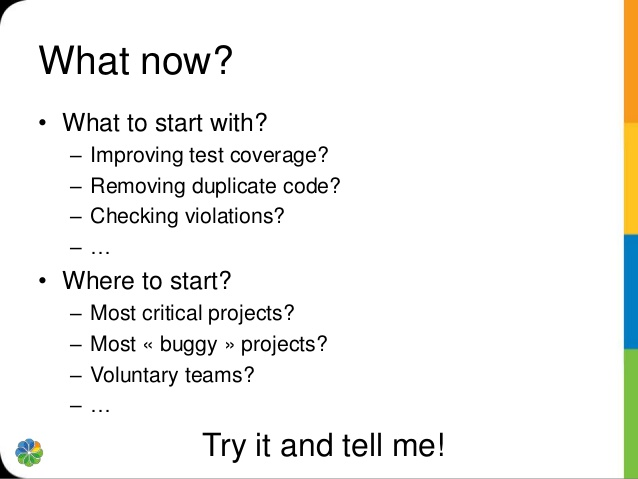 What now?
• What to start with?
– Improving test coverage?
– Removing duplicate code?
– Checking violations?
– …
• Where to start?
– Most critical projects?
– Most « buggy » projects?
– Voluntary teams?
– …
Try it and tell me!